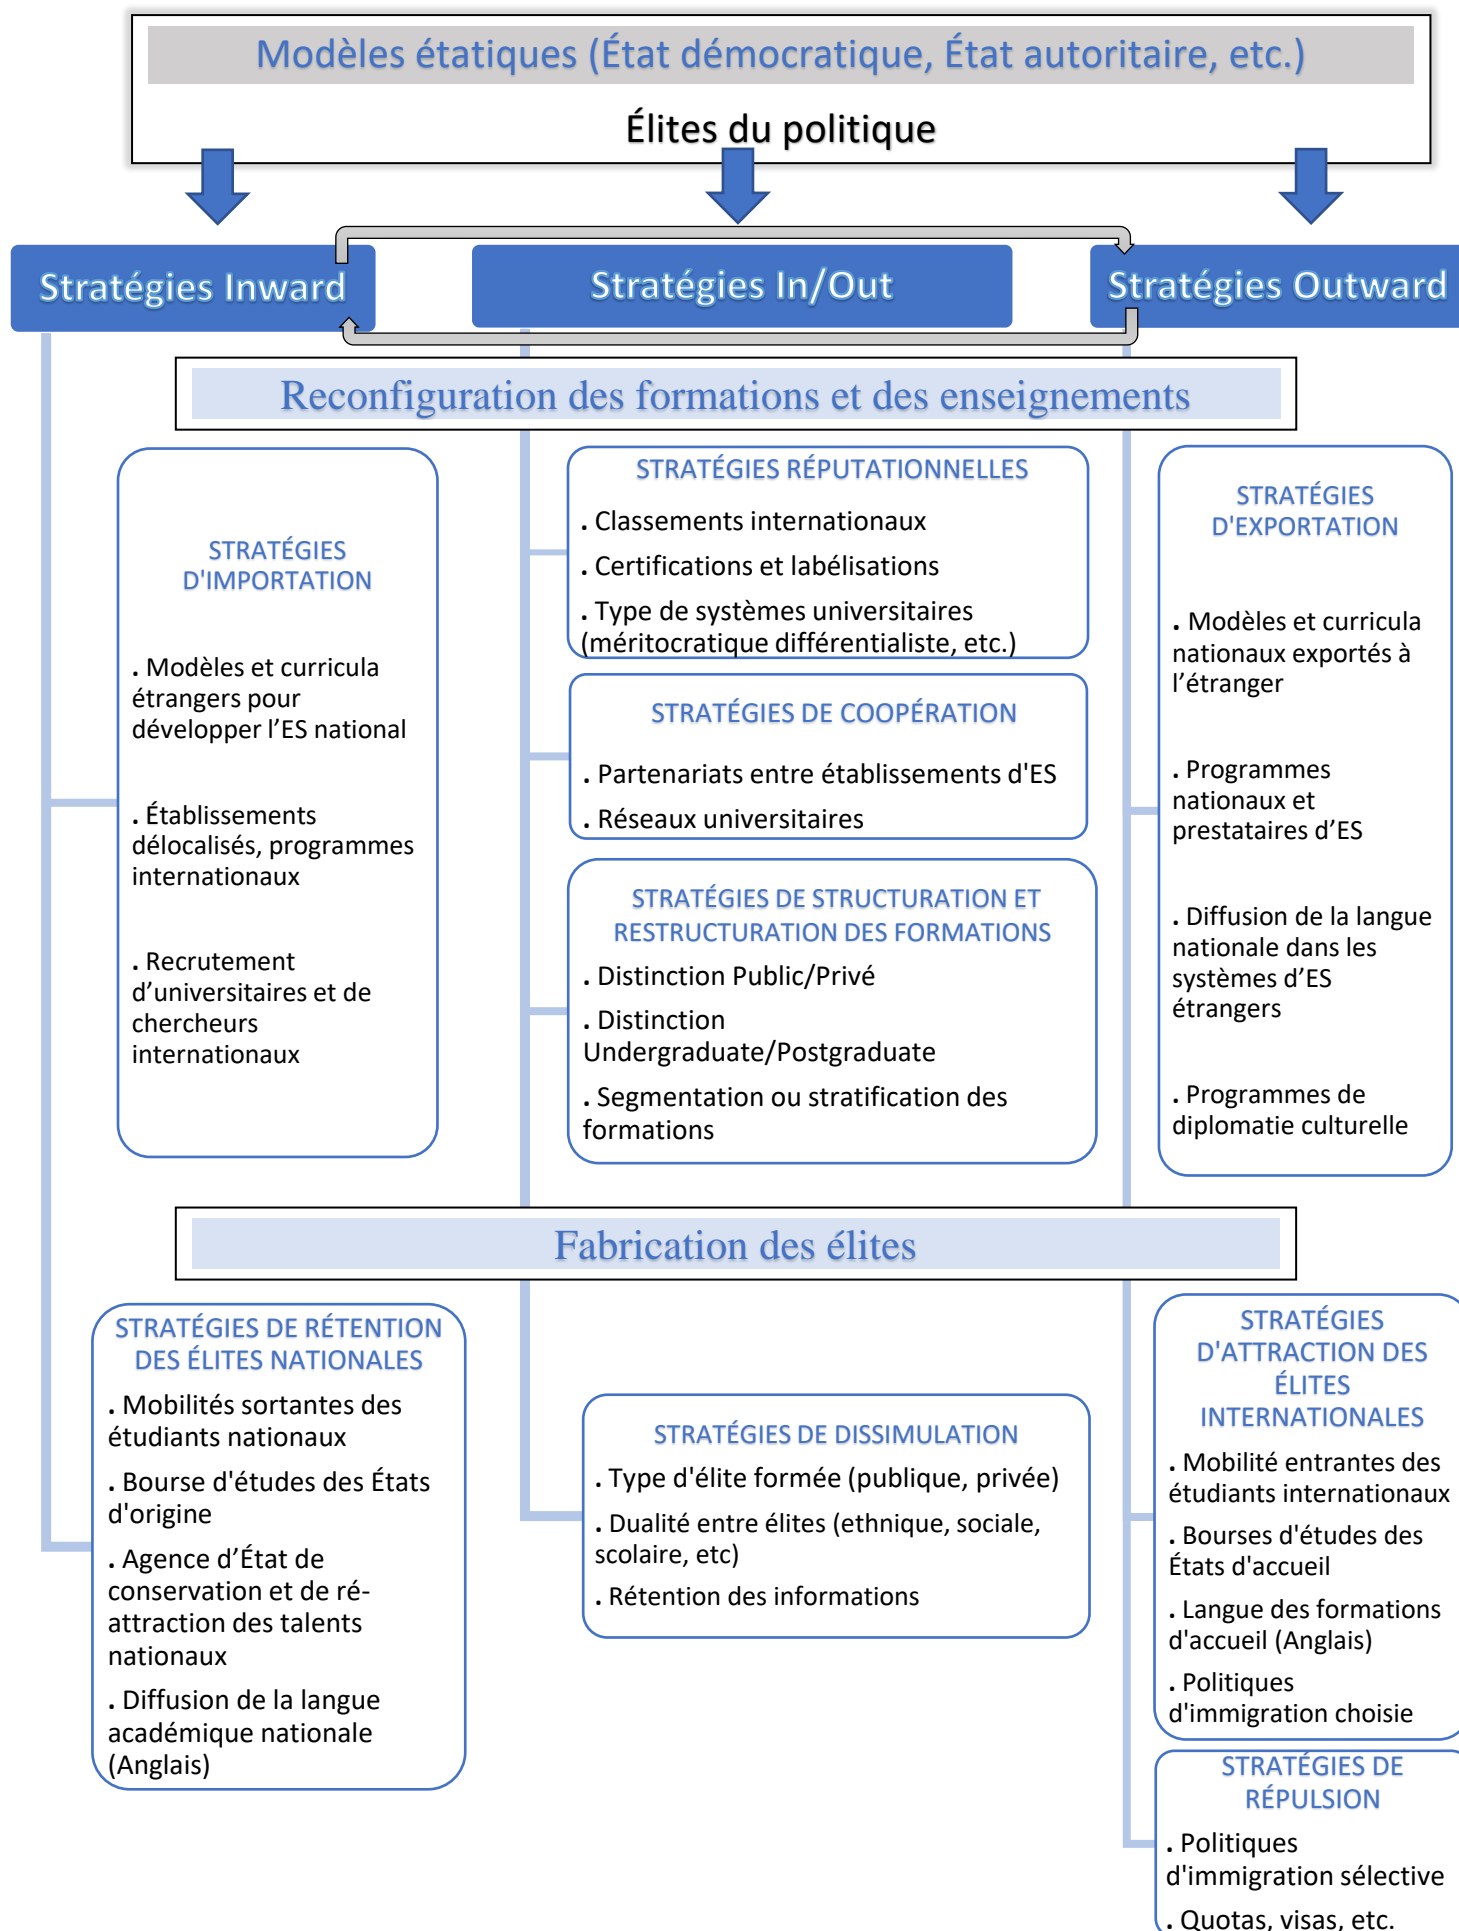 Modèles étatiques (État démocratique, État autoritaire, etc.)
Élites du politique
Stratégies Inward
Stratégies In/Out
Stratégies Outward
Reconfiguration des formations et des enseignements
STRATÉGIES
D'IMPORTATION
. Modèles et curricula
étrangers pour
développer l’ES national
. Établissements
délocalisés, programmes
internationaux
. Recrutement
d’universitaires et de
chercheurs
internationaux
STRATÉGIES RÉPUTATIONNELLES
. Classements internationaux
. Certifications et labélisations
. Type de systèmes universitaires
(méritocratique différentialiste, etc.)
STRATÉGIES DE COOPÉRATION
. Partenariats entre établissements d'ES
. Réseaux universitaires
STRATÉGIES DE STRUCTURATION ET
RESTRUCTURATION DES FORMATIONS
. Distinction Public/Privé
. Distinction
Undergraduate/Postgraduate
. Segmentation ou stratification des
formations
STRATÉGIES
D'EXPORTATION
. Modèles et curricula
nationaux exportés à
l’étranger
. Programmes
nationaux et
prestataires d’ES
. Diffusion de la langue
nationale dans les
systèmes d’ES
étrangers
. Programmes de
diplomatie culturelle
Fabrication des élites
STRATÉGIES DE RÉTENTION
DES ÉLITES NATIONALES
. Mobilités sortantes des
étudiants nationaux
. Bourse d'études des États
d'origine
. Agence d’État de
conservation et de ré-
attraction des talents
nationaux
. Diffusion de la langue
académique nationale
(Anglais)
STRATÉGIES DE DISSIMULATION
. Type d'élite formée (publique, privée)
. Dualité entre élites (ethnique, sociale,
scolaire, etc)
. Rétention des informations
STRATÉGIES
D'ATTRACTION DES
ÉLITES
INTERNATIONALES
. Mobilité entrantes des
étudiants internationaux
. Bourses d'études des
États d'accueil
. Langue des formations
d'accueil (Anglais)
. Politiques
d'immigration choisie
STRATÉGIES DE
RÉPULSION
. Politiques
d'immigration sélective
. Quotas, visas, etc.